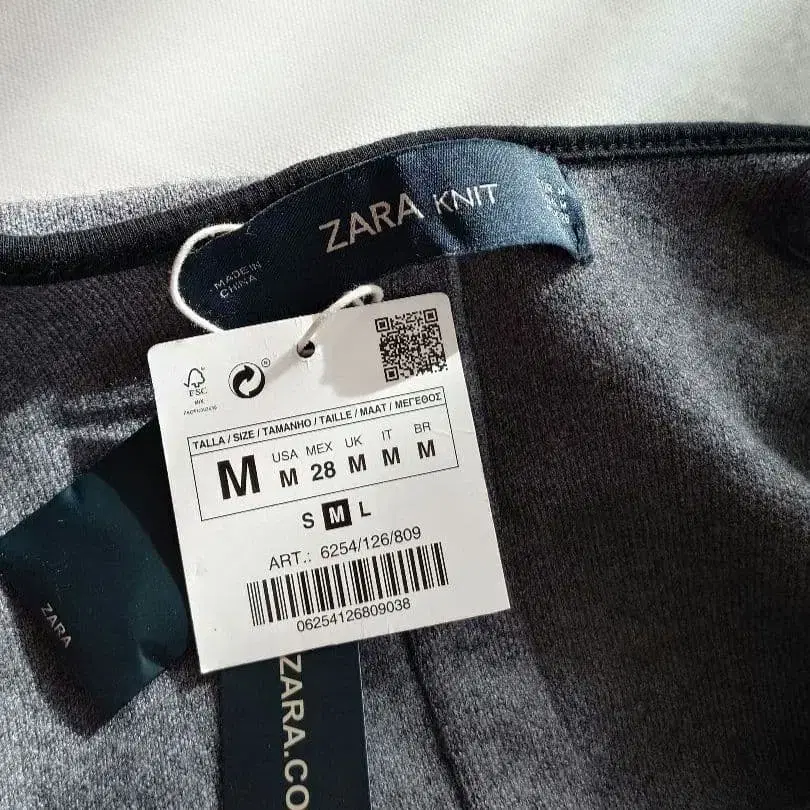 ZARA KNIT
MADE IN
CHINA
FSC
MIX
TALLA / SIZE / TAMANHO / TAILLE / MAAT / ΜΕΓΕΘΟΣ
M
USA MEX UK IT BR
M 28 M M M
S M L
ART.: 6254/126/809
06254126809038
ZARA
ZARA.CO